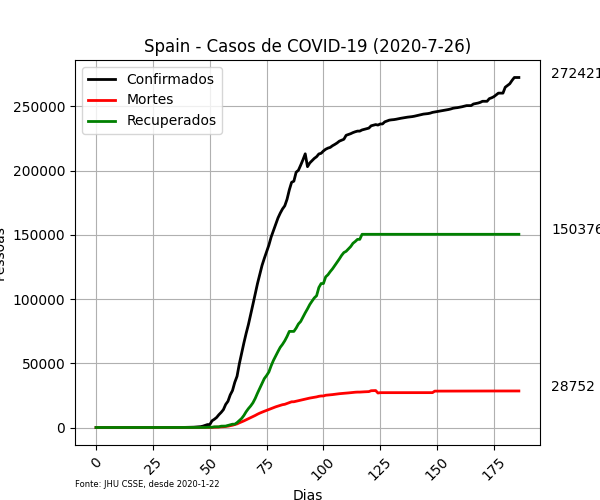 Spain - Casos de COVID-19 (2020-7-26)
Confirmados
Mortes
Recuperados
272421
150376
28752
250000
200000
150000
100000
50000
0
0 25 50 75 100 125 150 175
Dias
Fonte: JHU CSSE, desde 2020-1-22